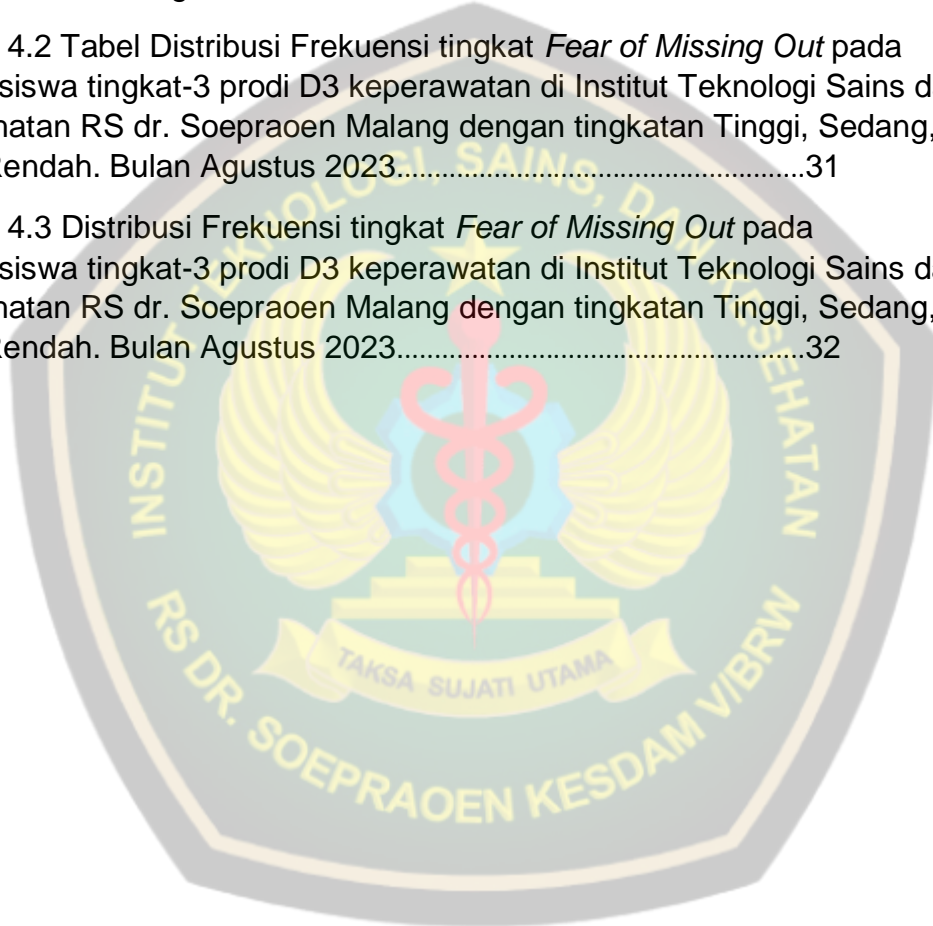 4.2 Tabel Distribusi Frekuensi tingkat Fear of Missing Out pada
siswa tingkat-3 prodi D3 keperawatan di Institut Teknologi Sains d
hatan RS dr. Soepraoen Malang dengan tingkatan Tinggi, Sedang,
Rendah. Bulan Agustus 2023....................................................31
4.3 Distribusi Frekuensi tingkat Fear of Missing Out pada
siswa tingkat-3 prodi D3 keperawatan di Institut Teknologi Sains da
hatan RS dr. Soepraoen Malang dengan tingkatan Tinggi, Sedang,
Rendah. Bulan Agustus 2023....................................................32
INSTITUT TEKNOLOGI, SAINS, DAN KESEHATAN
TAKSA SUJATI UTAMA
RS DR. SOEPRAOEN KESDAM V/BRW